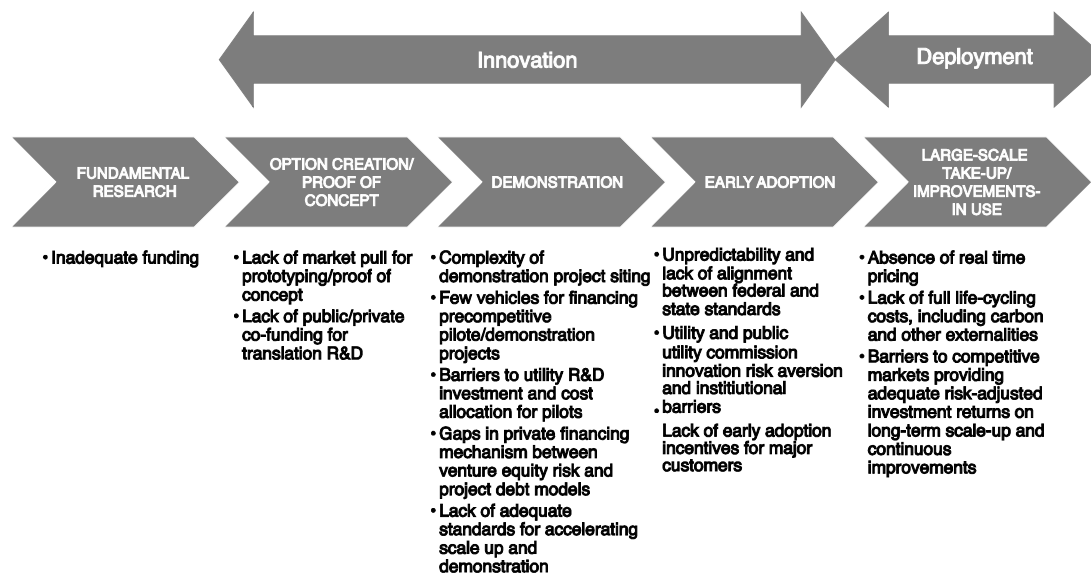 Innovation
Deployment
FUNDAMENTAL
RESEARCH
OPTION CREATION/
PROOF OF
CONCEPT
DEMONSTRATION
EARLY ADOPTION
LARGE-SCALE
TAKE-UP/
IMPROVEMENTS-
IN USE
• Inadequate funding
• Lack of market pull for
prototyping/proof of
concept
• Lack of public/private
co-funding for
translation R&D
• Complexity of
demonstration project siting
• Few vehicles for financing
precompetitive
pilote/demonstration
projects
• Barriers to utility R&D
investment and cost
allocation for pilots
• Gaps in private financing
mechanism between
venture equity risk and
project debt models
• Lack of adequate
standards for accelerating
scale up and
demonstration
• Unpredictability and
lack of alignment
between federal and
state standards
• Utility and public
utility commission
innovation risk aversion
and institutional
• barriers
Lack of early adoption
incentives for major
customers
• Absence of real time
pricing
• Lack of full life-cycling
costs, including carbon
and other externalities
• Barriers to competitive
markets providing
adequate risk-adjusted
investment returns on
long-term scale-up and
continuous
improvements